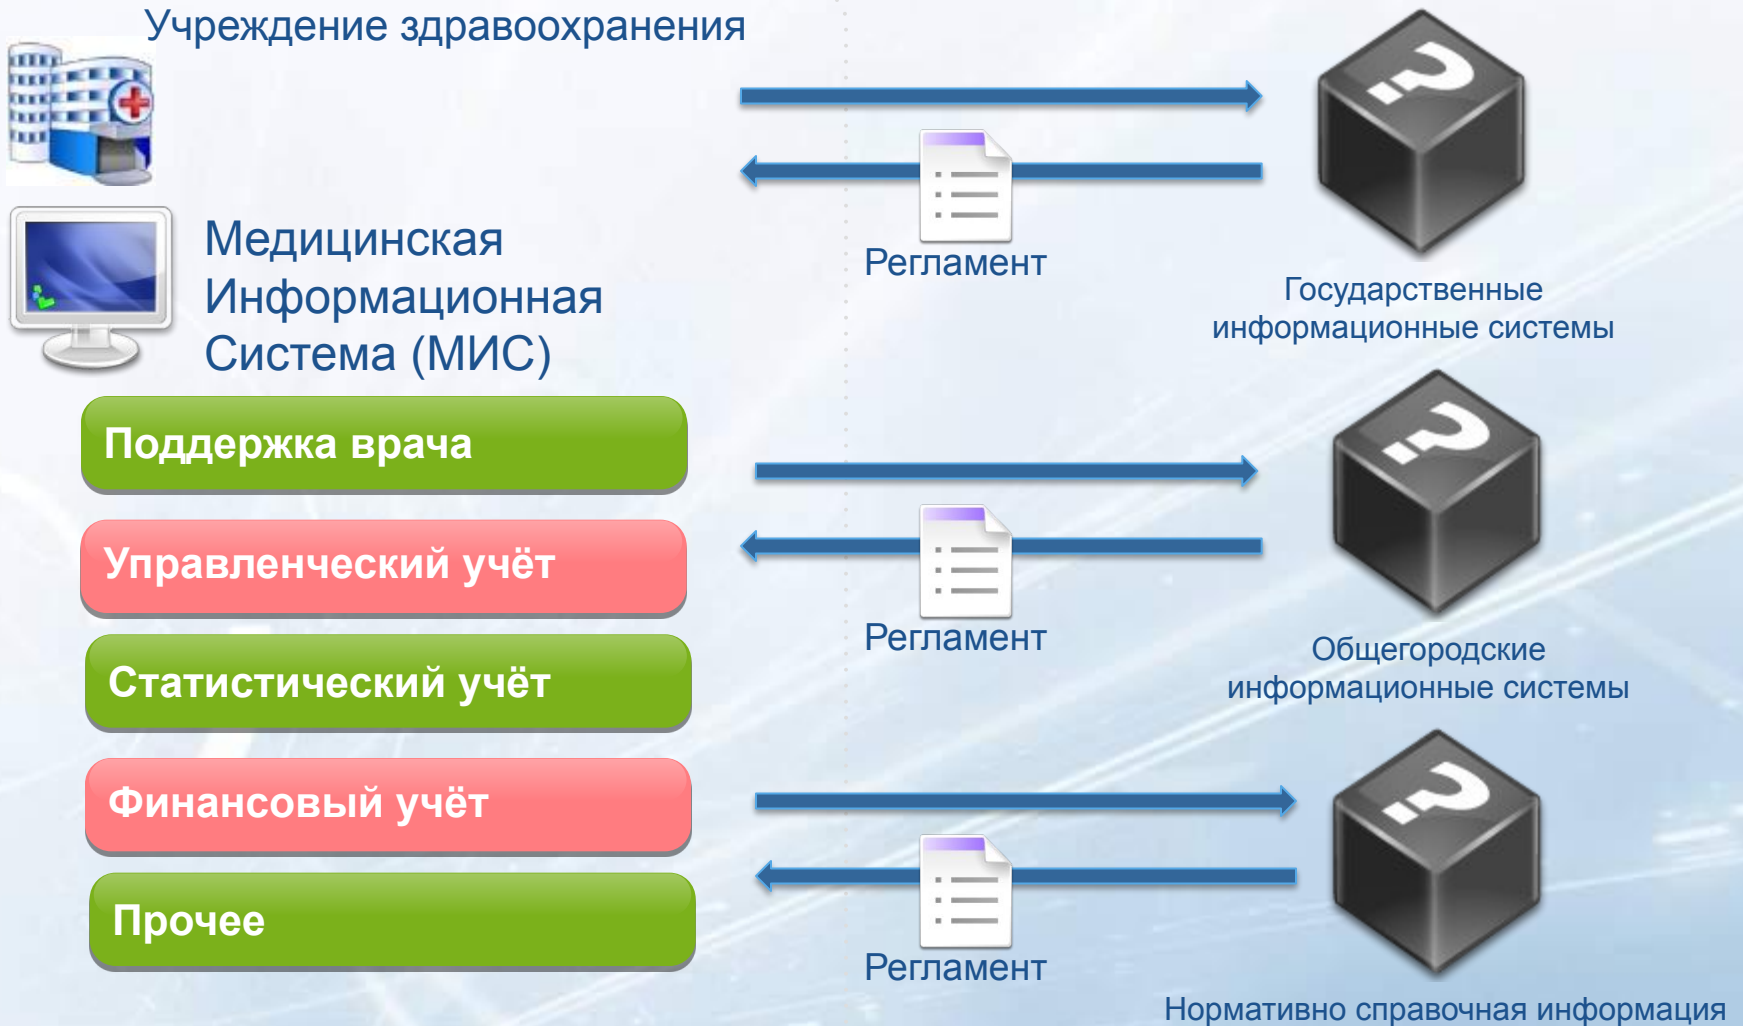 Учреждение здравоохранения
Медицинская
Информационная
Система (МИС)
Поддержка врача
Управленческий учёт
Статистический учёт
Финансовый учёт
Прочее
Регламент
?
Государственные
информационные системы
Регламент
?
Общегородские
информационные системы
Регламент
?
Нормативно справочная информация